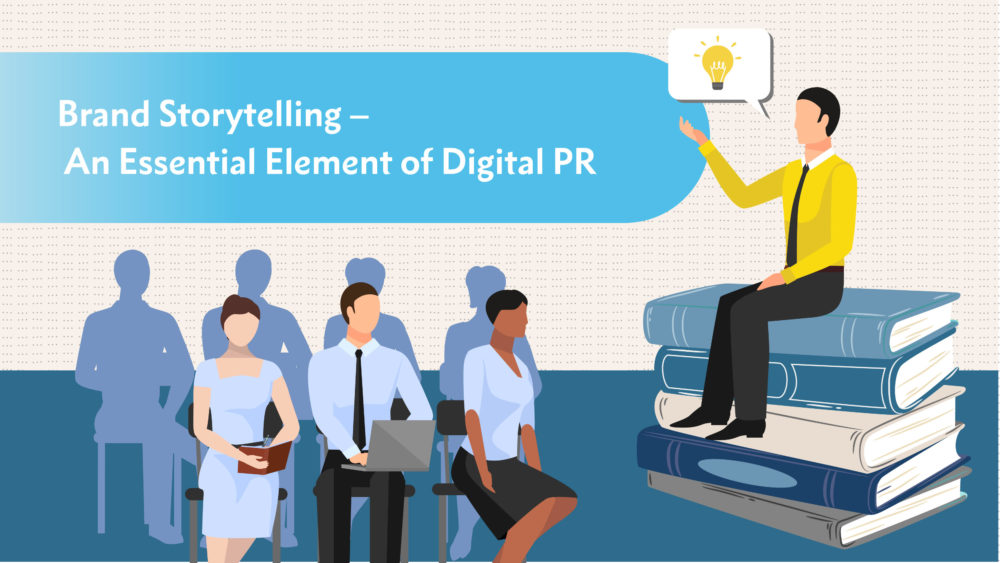 Brand Storytelling –
An Essential Element of Digital PR